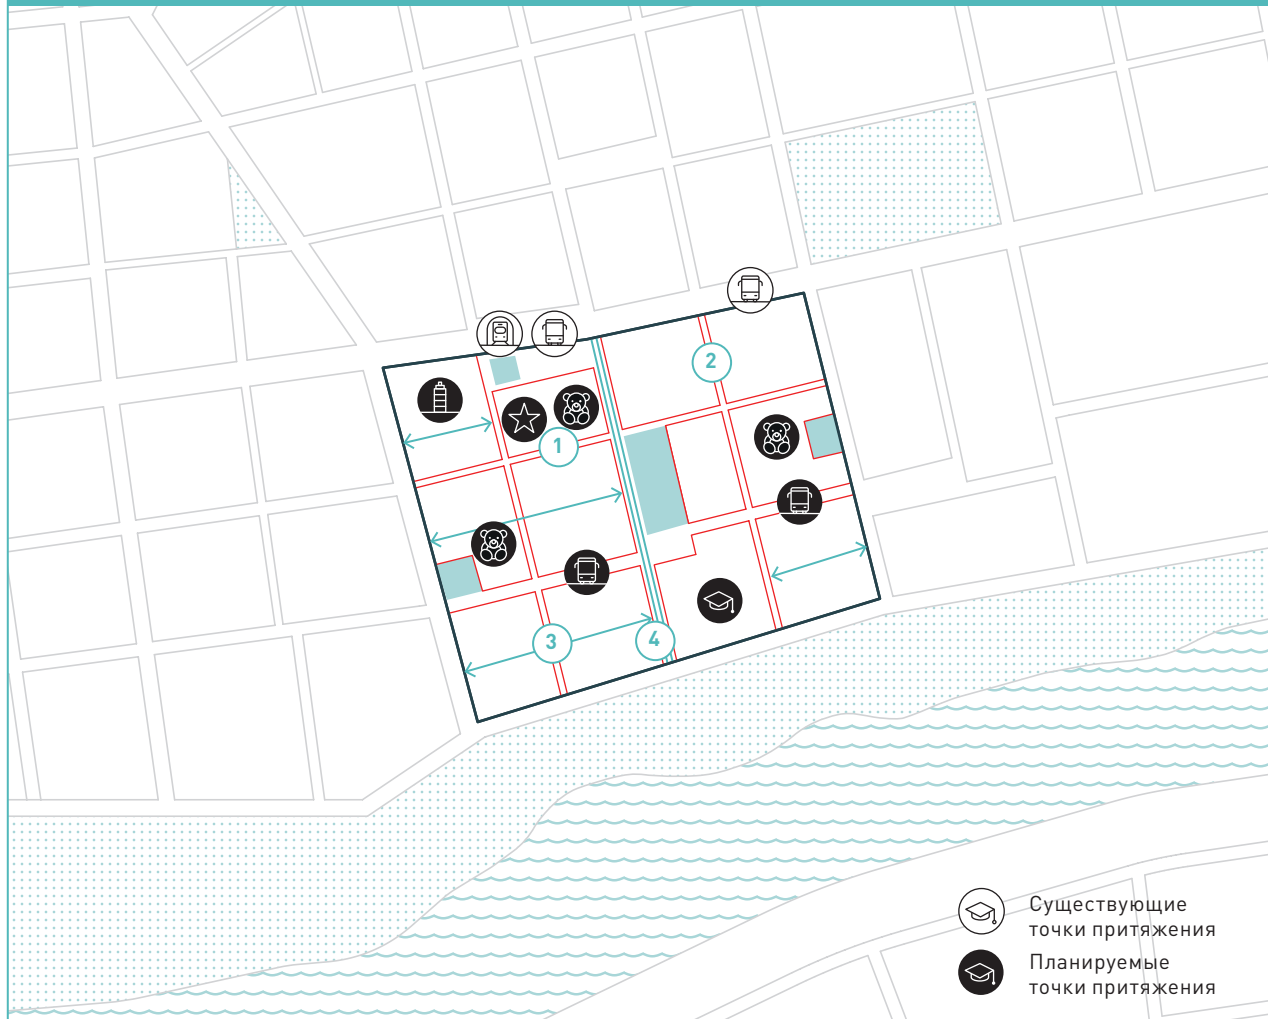 2
1
3
4
Существующие
точки притяжения
Планируемые
точки притяжения